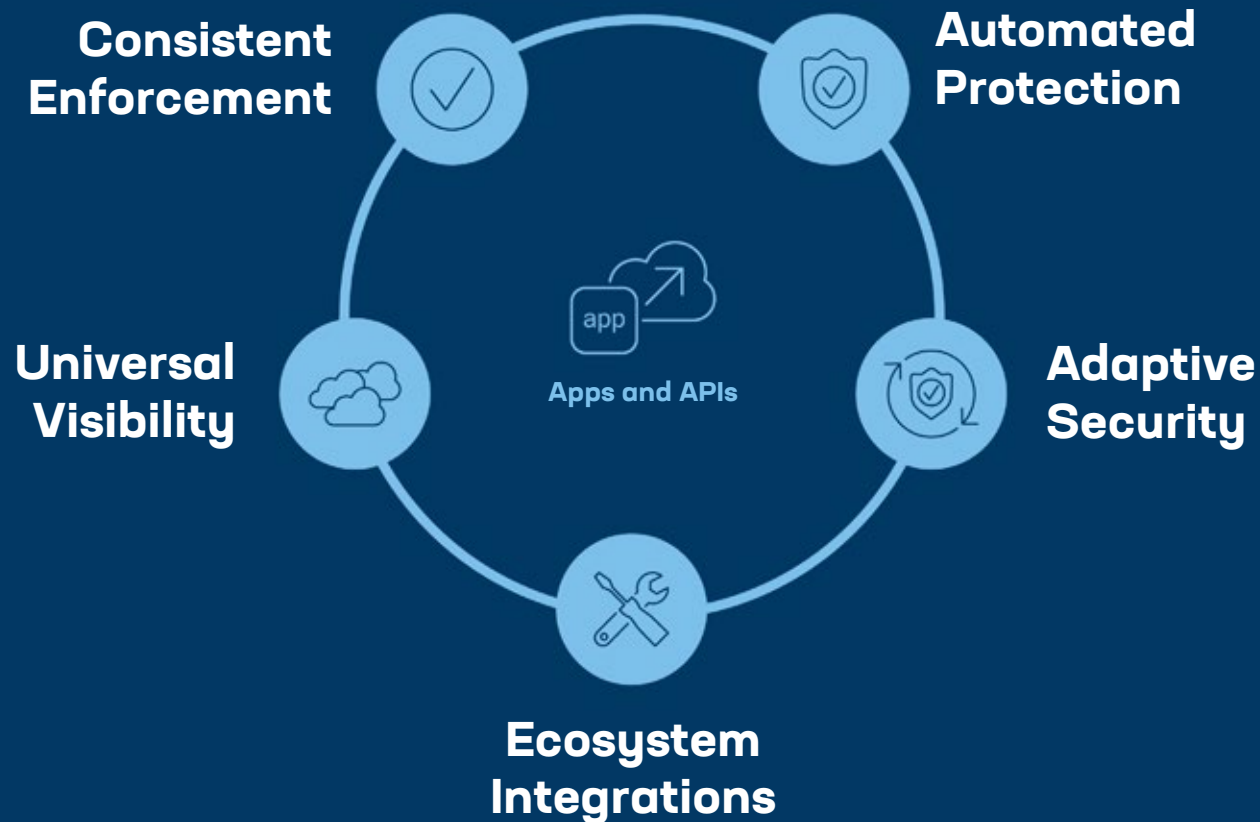 Consistent
Enforcement
Automated
Protection
app
Apps and APIs
Universal
Visibility
Adaptive
Security
Ecosystem
Integrations